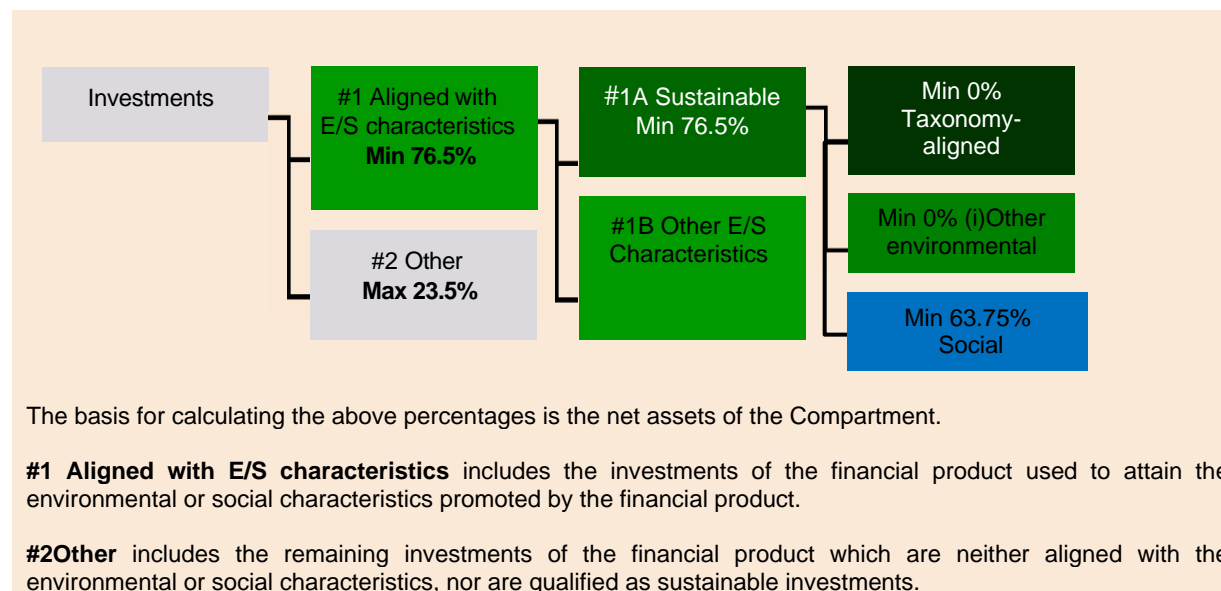 Investments
#1 Aligned with
E/S characteristics
Min 76.5%
#2 Other
Max 23.5%
#1A Sustainable
Min 76.5%
#1B Other E/S
Characteristics
Min 0%
Taxonomy-
aligned
Min 0% (i)Other
environmental
Min 63.75%
Social
The basis for calculating the above percentages is the net assets of the Compartment.
#1 Aligned with E/S characteristics includes the investments of the financial product used to attain the
environmental or social characteristics promoted by the financial product.
#2Other includes the remaining investments of the financial product which are neither aligned with the
environmental or social characteristics, nor are qualified as sustainable investments.